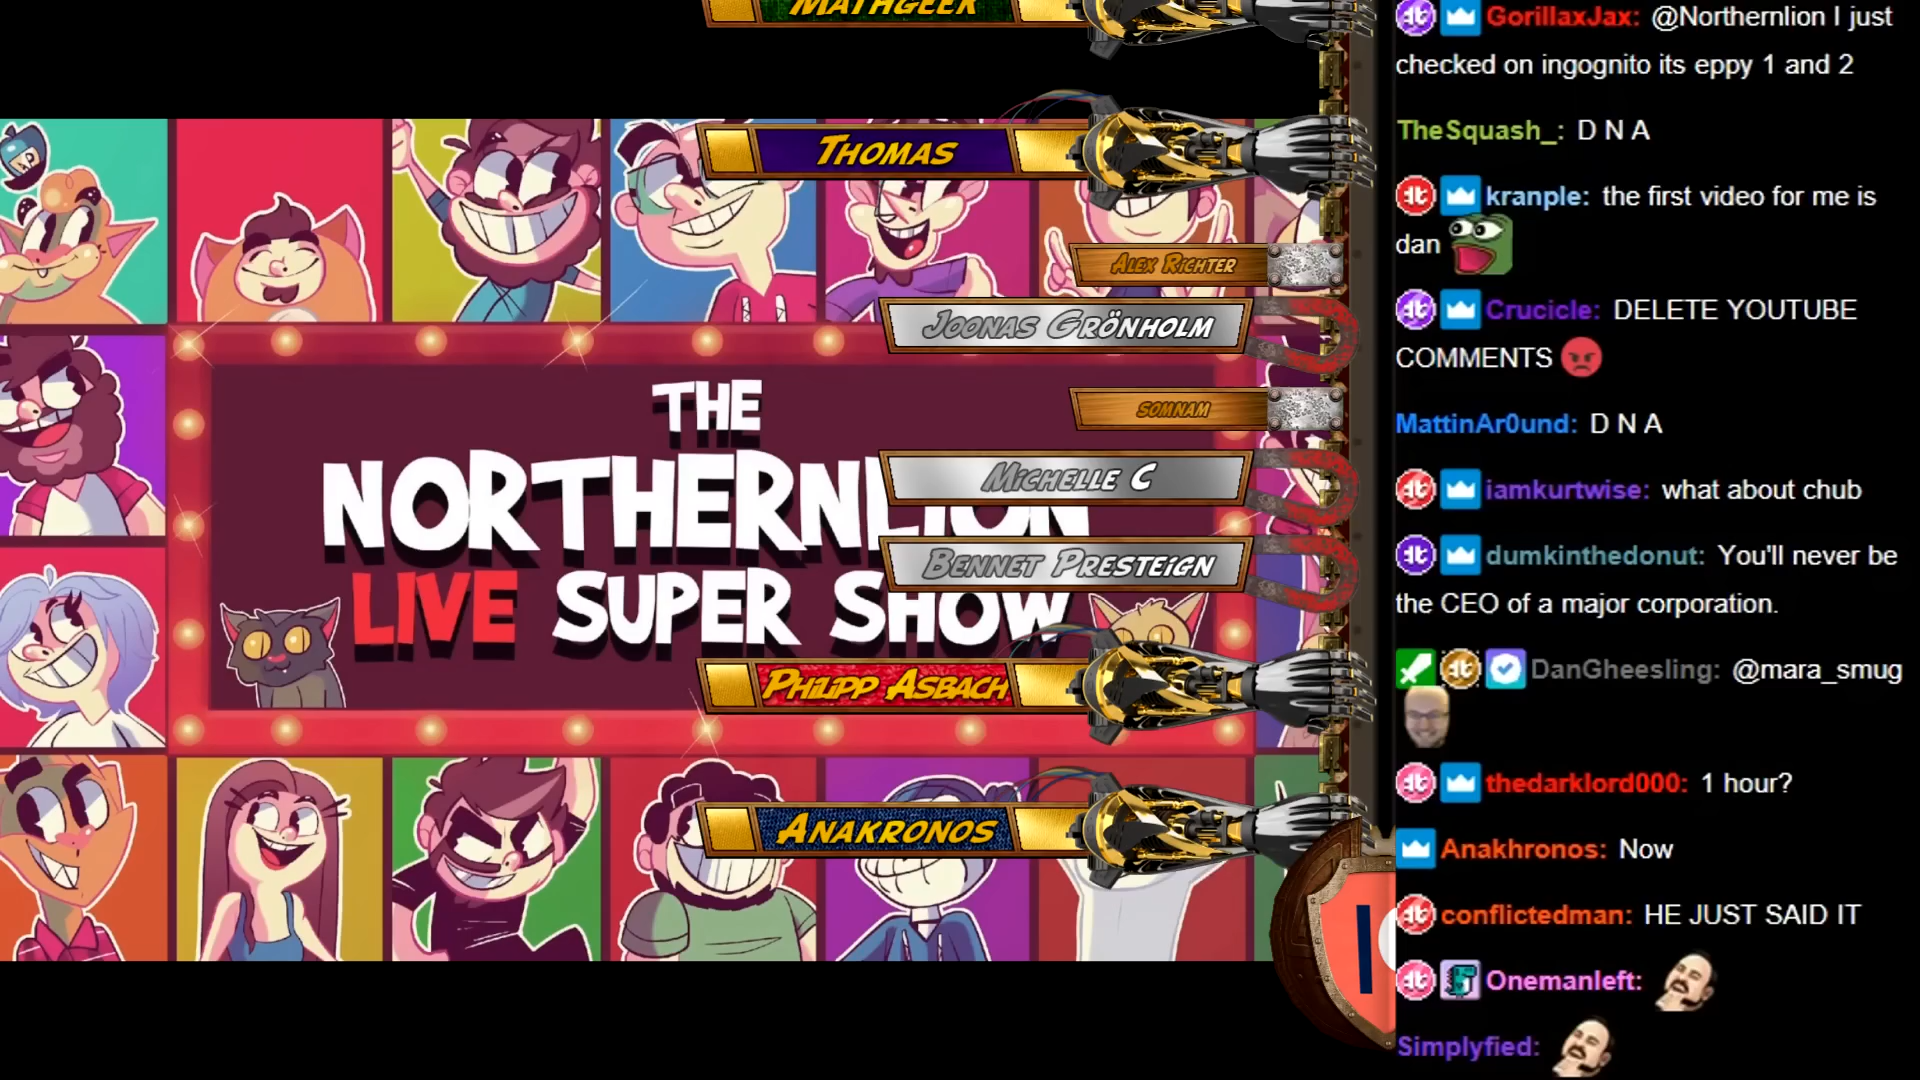 MATHGEEK
THOMAS
ALEX RICHTER
JOONAS GRÖNHOLM
SOMNAM
MICHELLE C
BENNET PRESTEIGN
PHILIPP ASBACH
ANAKRONOS
THE
NORTHERNLION
LIVE SUPER SHOW
GorillaxJax: @Northernlion I just
checked on ingognito its eppy 1 and 2
TheSquash_: D N A
kranple: the first video for me is
dan
Crucicle: DELETE YOUTUBE
COMMENTS
MattinAr0und: D N A
iamkurtwise: what about chub
dumkinthedonut: You'll never be
the CEO of a major corporation.
DanGheesling: @mara_smug
thedarklord000: 1 hour?
Anakhronos: Now
conflictedman: HE JUST SAID IT
Onemanleft:
Simplyfied: